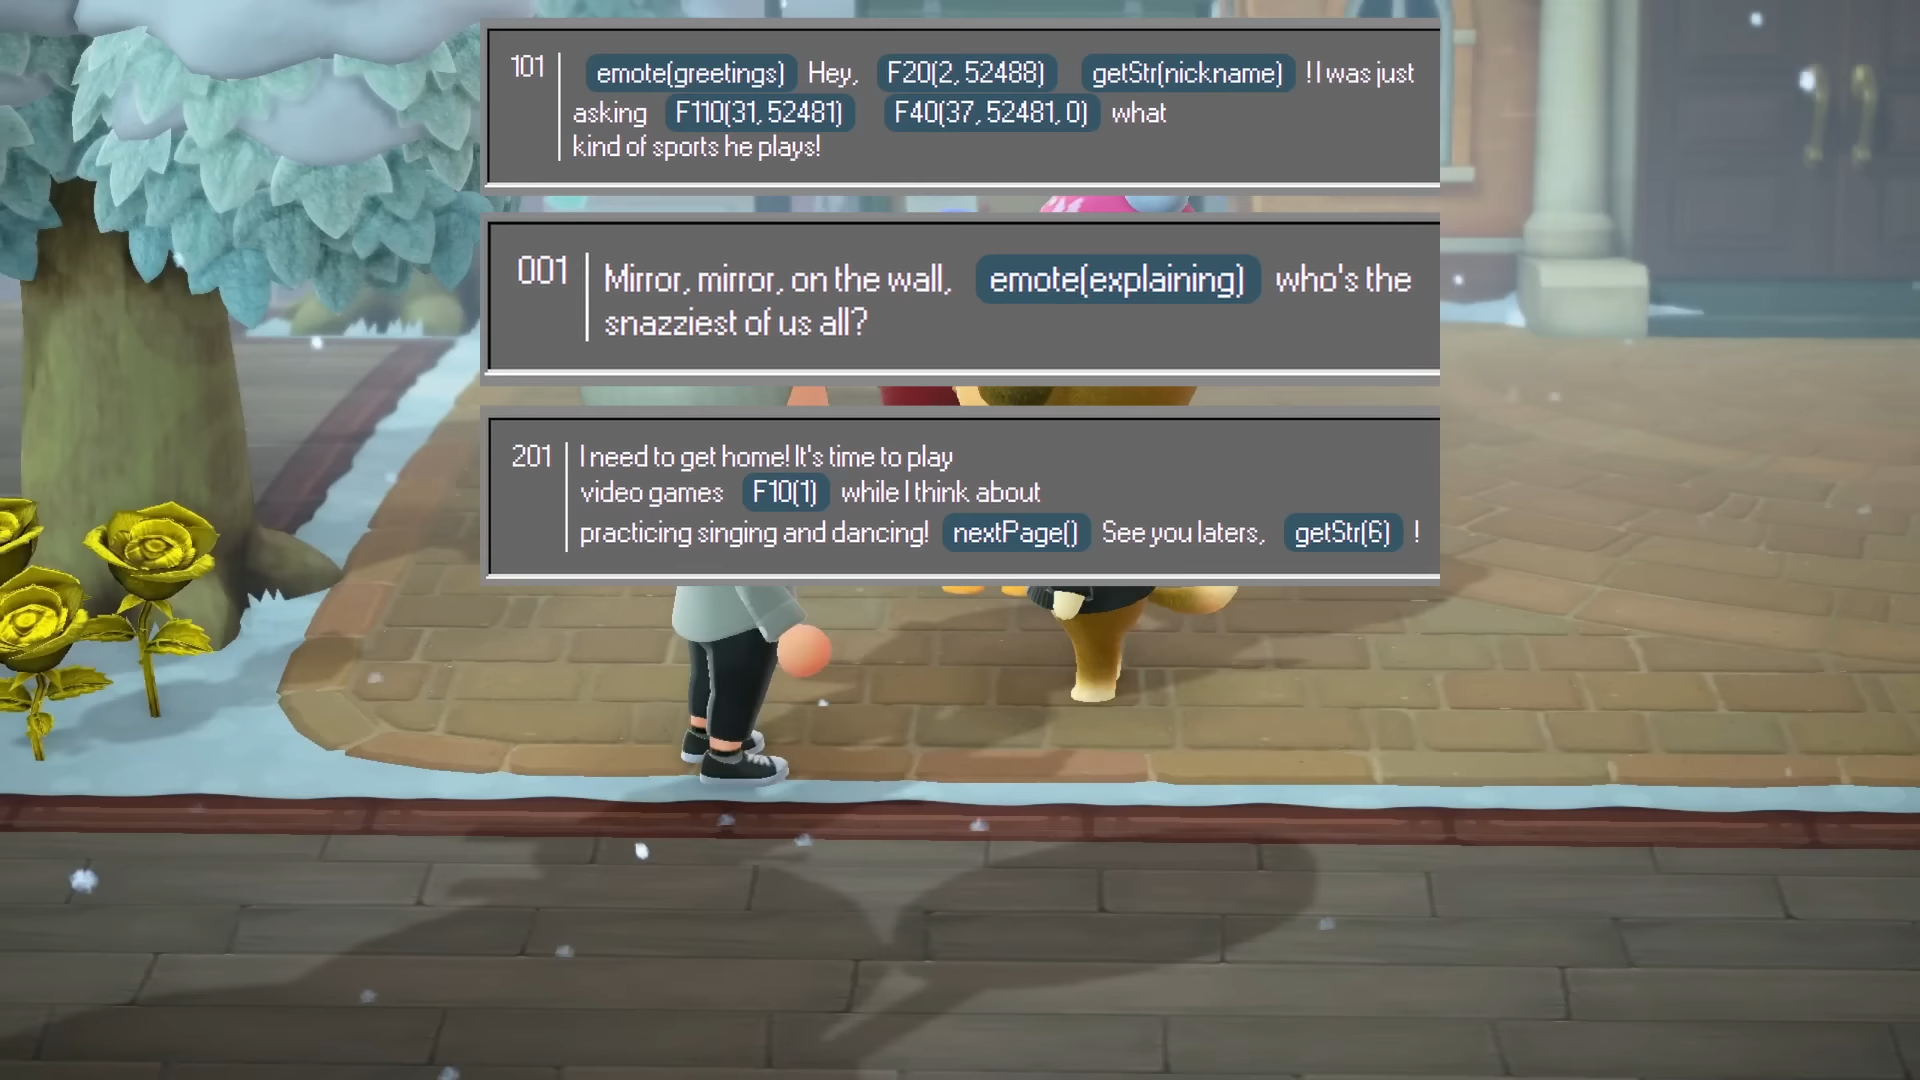 101 emote(greetings) Hey, F20(2, 52488) getStr(nickname) ! I was just
asking F110(31, 52481) F40(37, 52481, 0) what
kind of sports he plays!
001 Mirror, mirror, on the wall, emote(explaining) who's the
snazziest of us all?
201 I need to get home! It's time to play
video games F10(1) while I think about
practicing singing and dancing! nextPage() See you laters, getStr(6) !